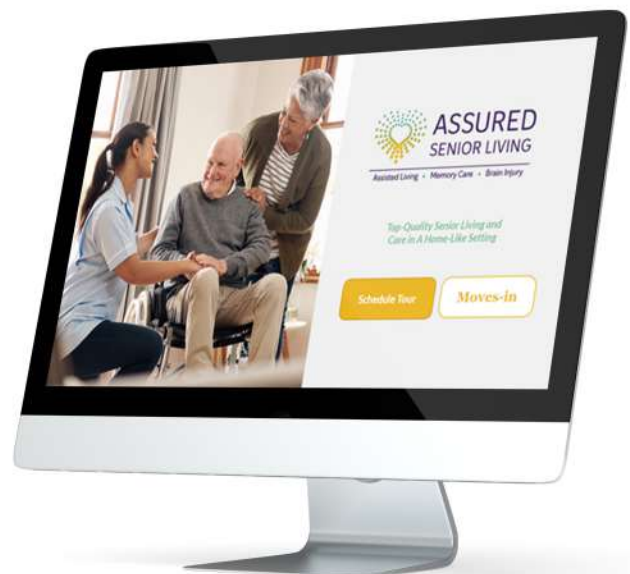 ASSURED
SENIOR LIVING
Assisted Living • Memory Care • Brain Injury
Top-Quality Senior Living and
Care in A Home-Like Setting
Schedule Tour
Moves-in